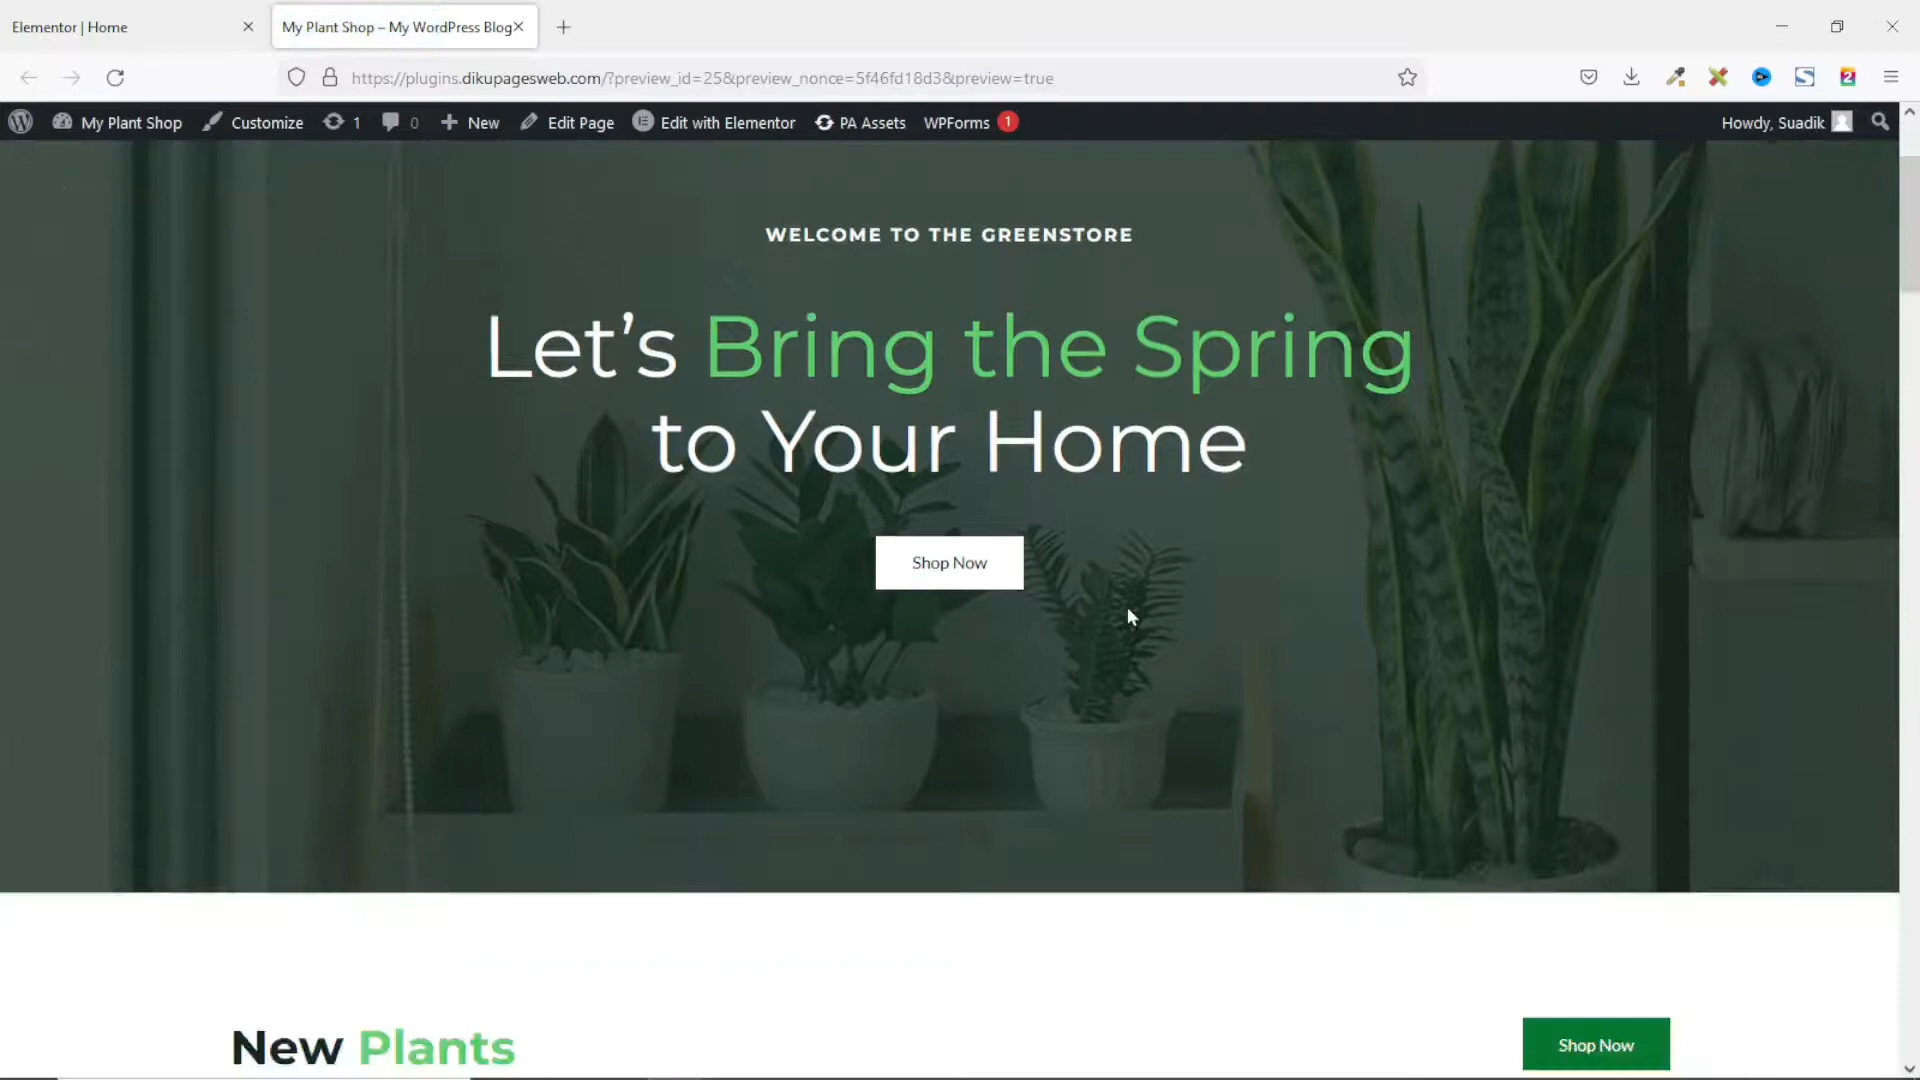 Elementor | Home
My Plant Shop – My WordPress Blog
https://plugins.dikupagesweb.com/?preview_id=25&preview_nonce=5f46fd18d3&preview=true
2
My Plant Shop Customize 1 0 New Edit Page Edit with Elementor PA Assets WPForms 1 Howdy, Suadik
WELCOME TO THE GREENSTORE
Let’s Bring the Spring
to Your Home
Shop Now
New Plants
Shop Now